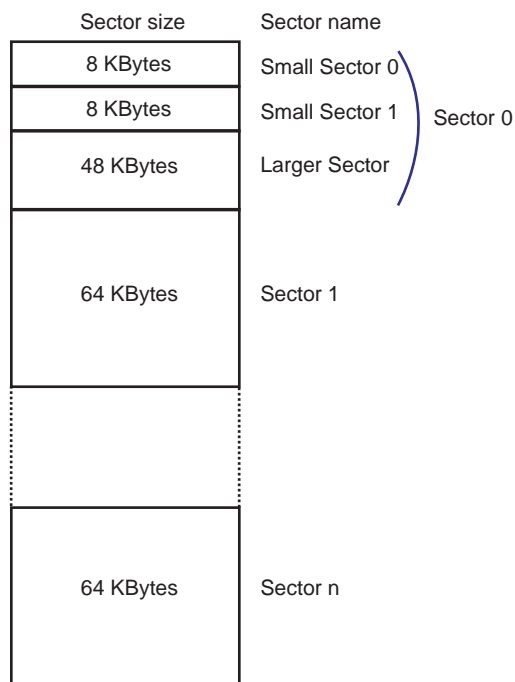 Sector size Sector name
8 KBytes Small Sector 0
8 KBytes Small Sector 1 Sector 0
48 KBytes Larger Sector
64 KBytes Sector 1
64 KBytes Sector n